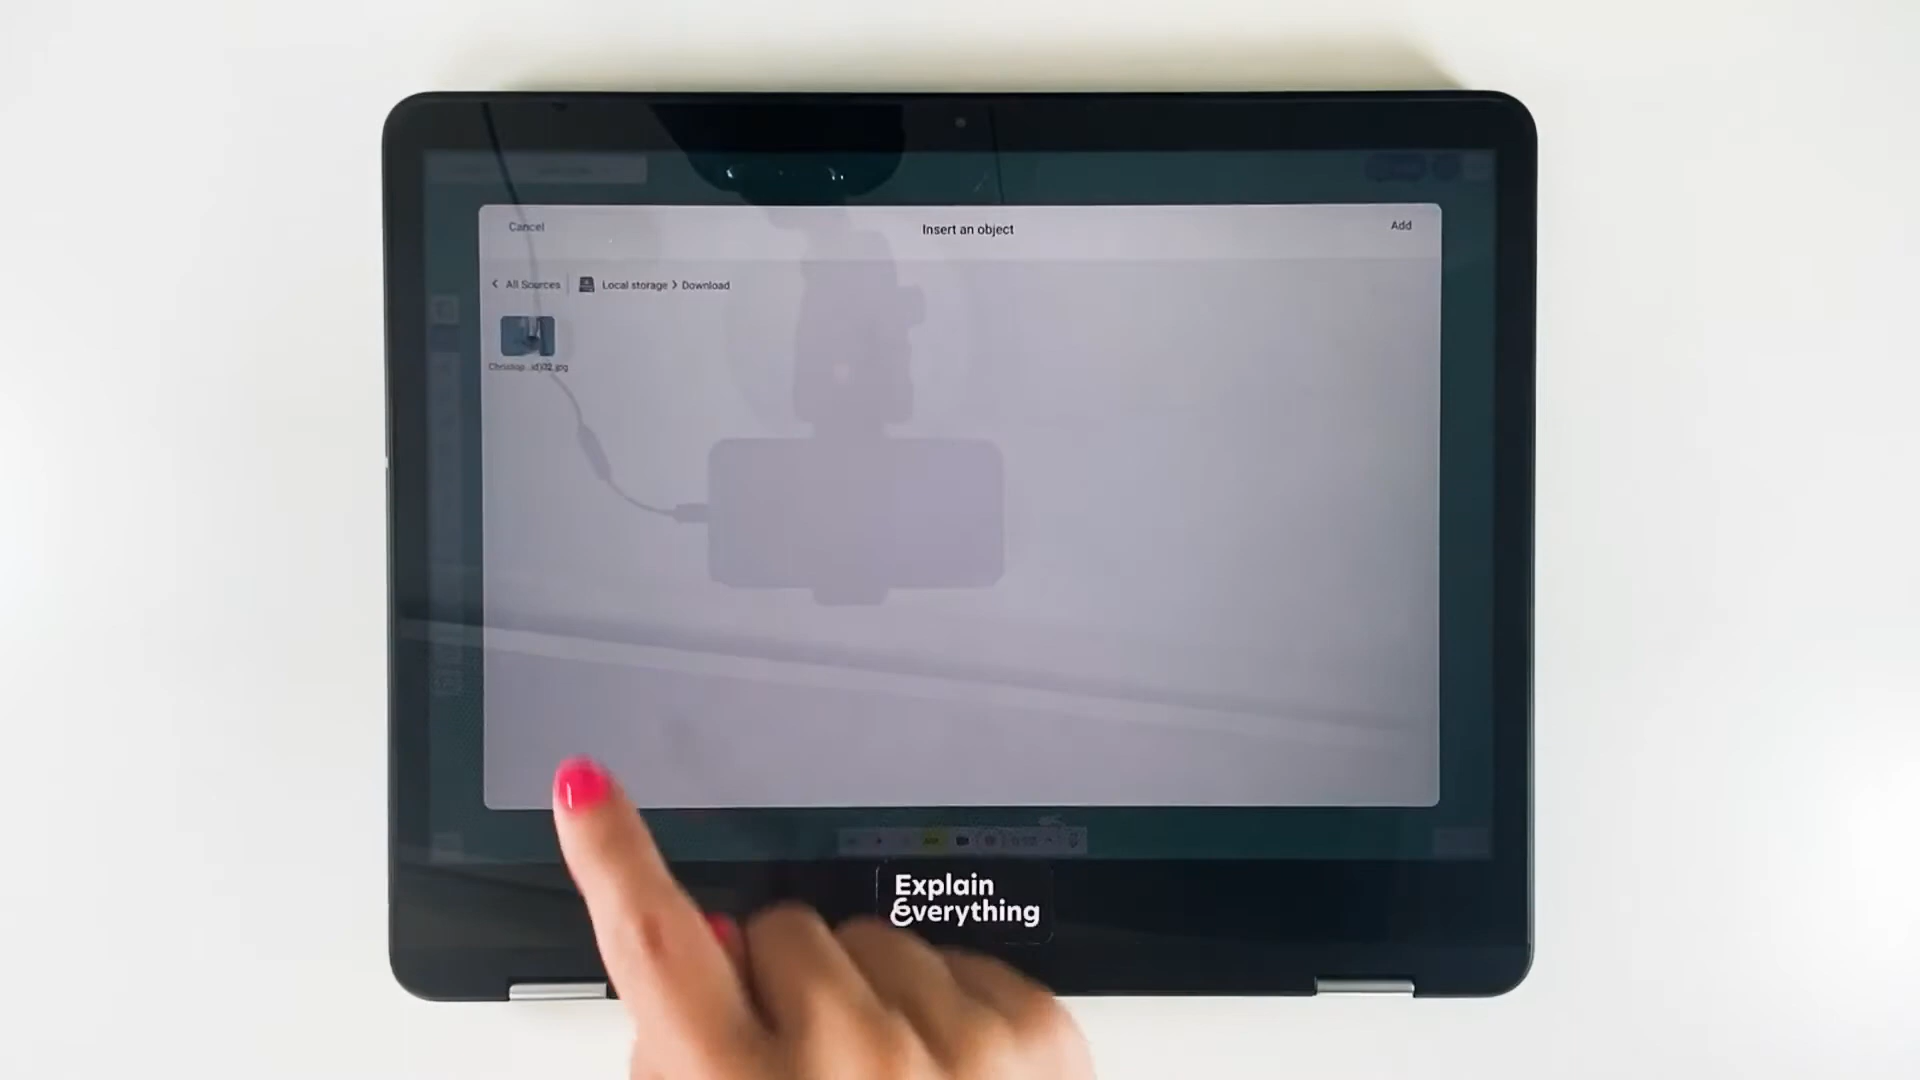 Cancel
Insert an object
Add
All Sources
Local storage > Download
Explain
Everything